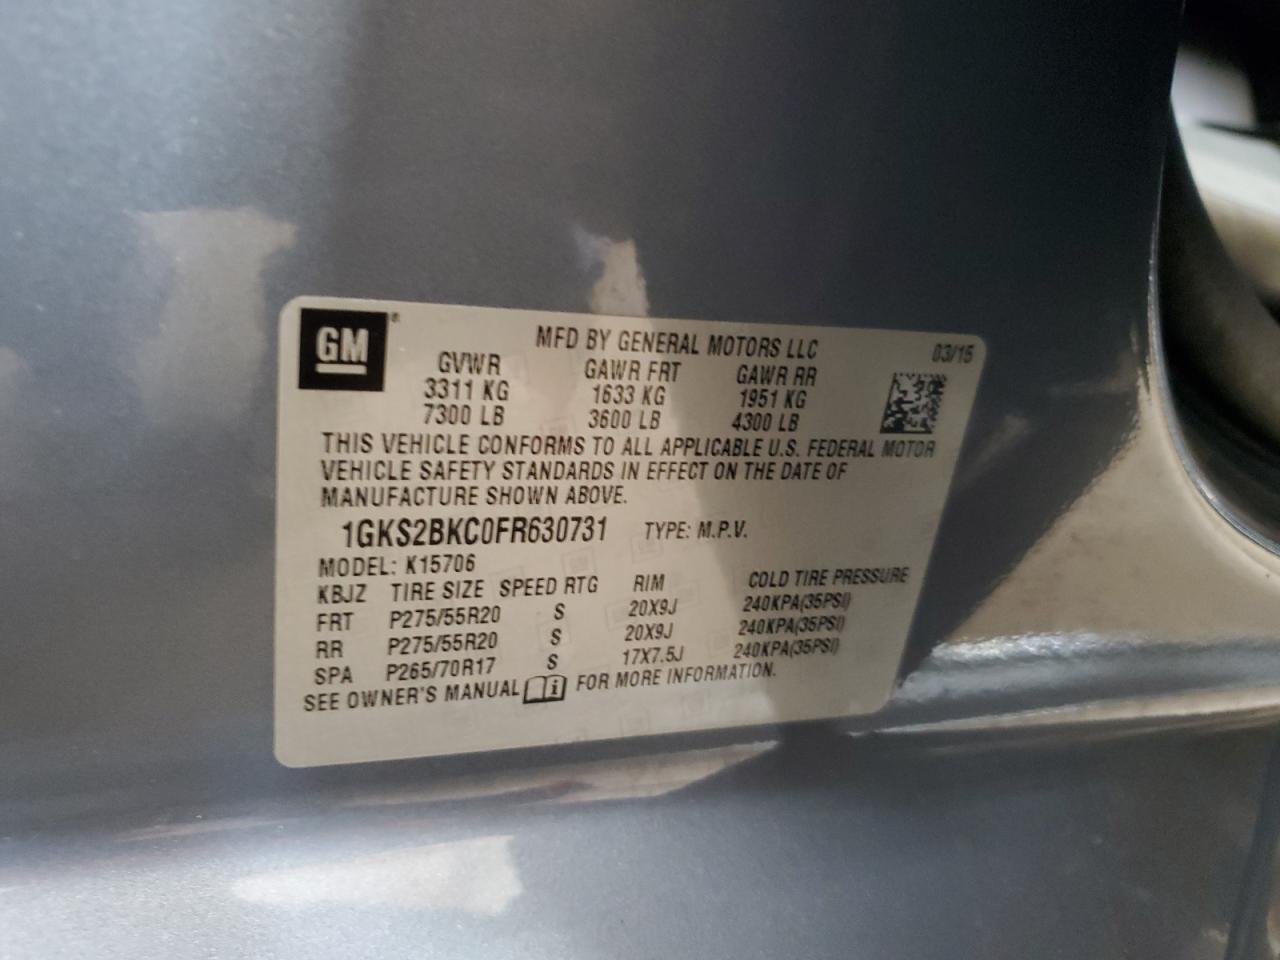 GM®
MFD BY GENERAL MOTORS LLC 03/15
GVWR GAWR FRT GAWR RR
3311 KG 1633 KG 1951 KG
7300 LB 3600 LB 4300 LB
THIS VEHICLE CONFORMS TO ALL APPLICABLE U.S. FEDERAL MOTOR
VEHICLE SAFETY STANDARDS IN EFFECT ON THE DATE OF
MANUFACTURE SHOWN ABOVE.
1GKS2BKC0FR630731 TYPE: M.P.V.
MODEL: K15706
KBJZ TIRE SIZE SPEED RTG RIM COLD TIRE PRESSURE
FRT P275/55R20 S 20X9J 240KPA(35PSI)
RR P275/55R20 S 20X9J 240KPA(35PSI)
SPA P265/70R17 S 17X7.5J 240KPA(35PSI)
SEE OWNER'S MANUAL i FOR MORE INFORMATION.